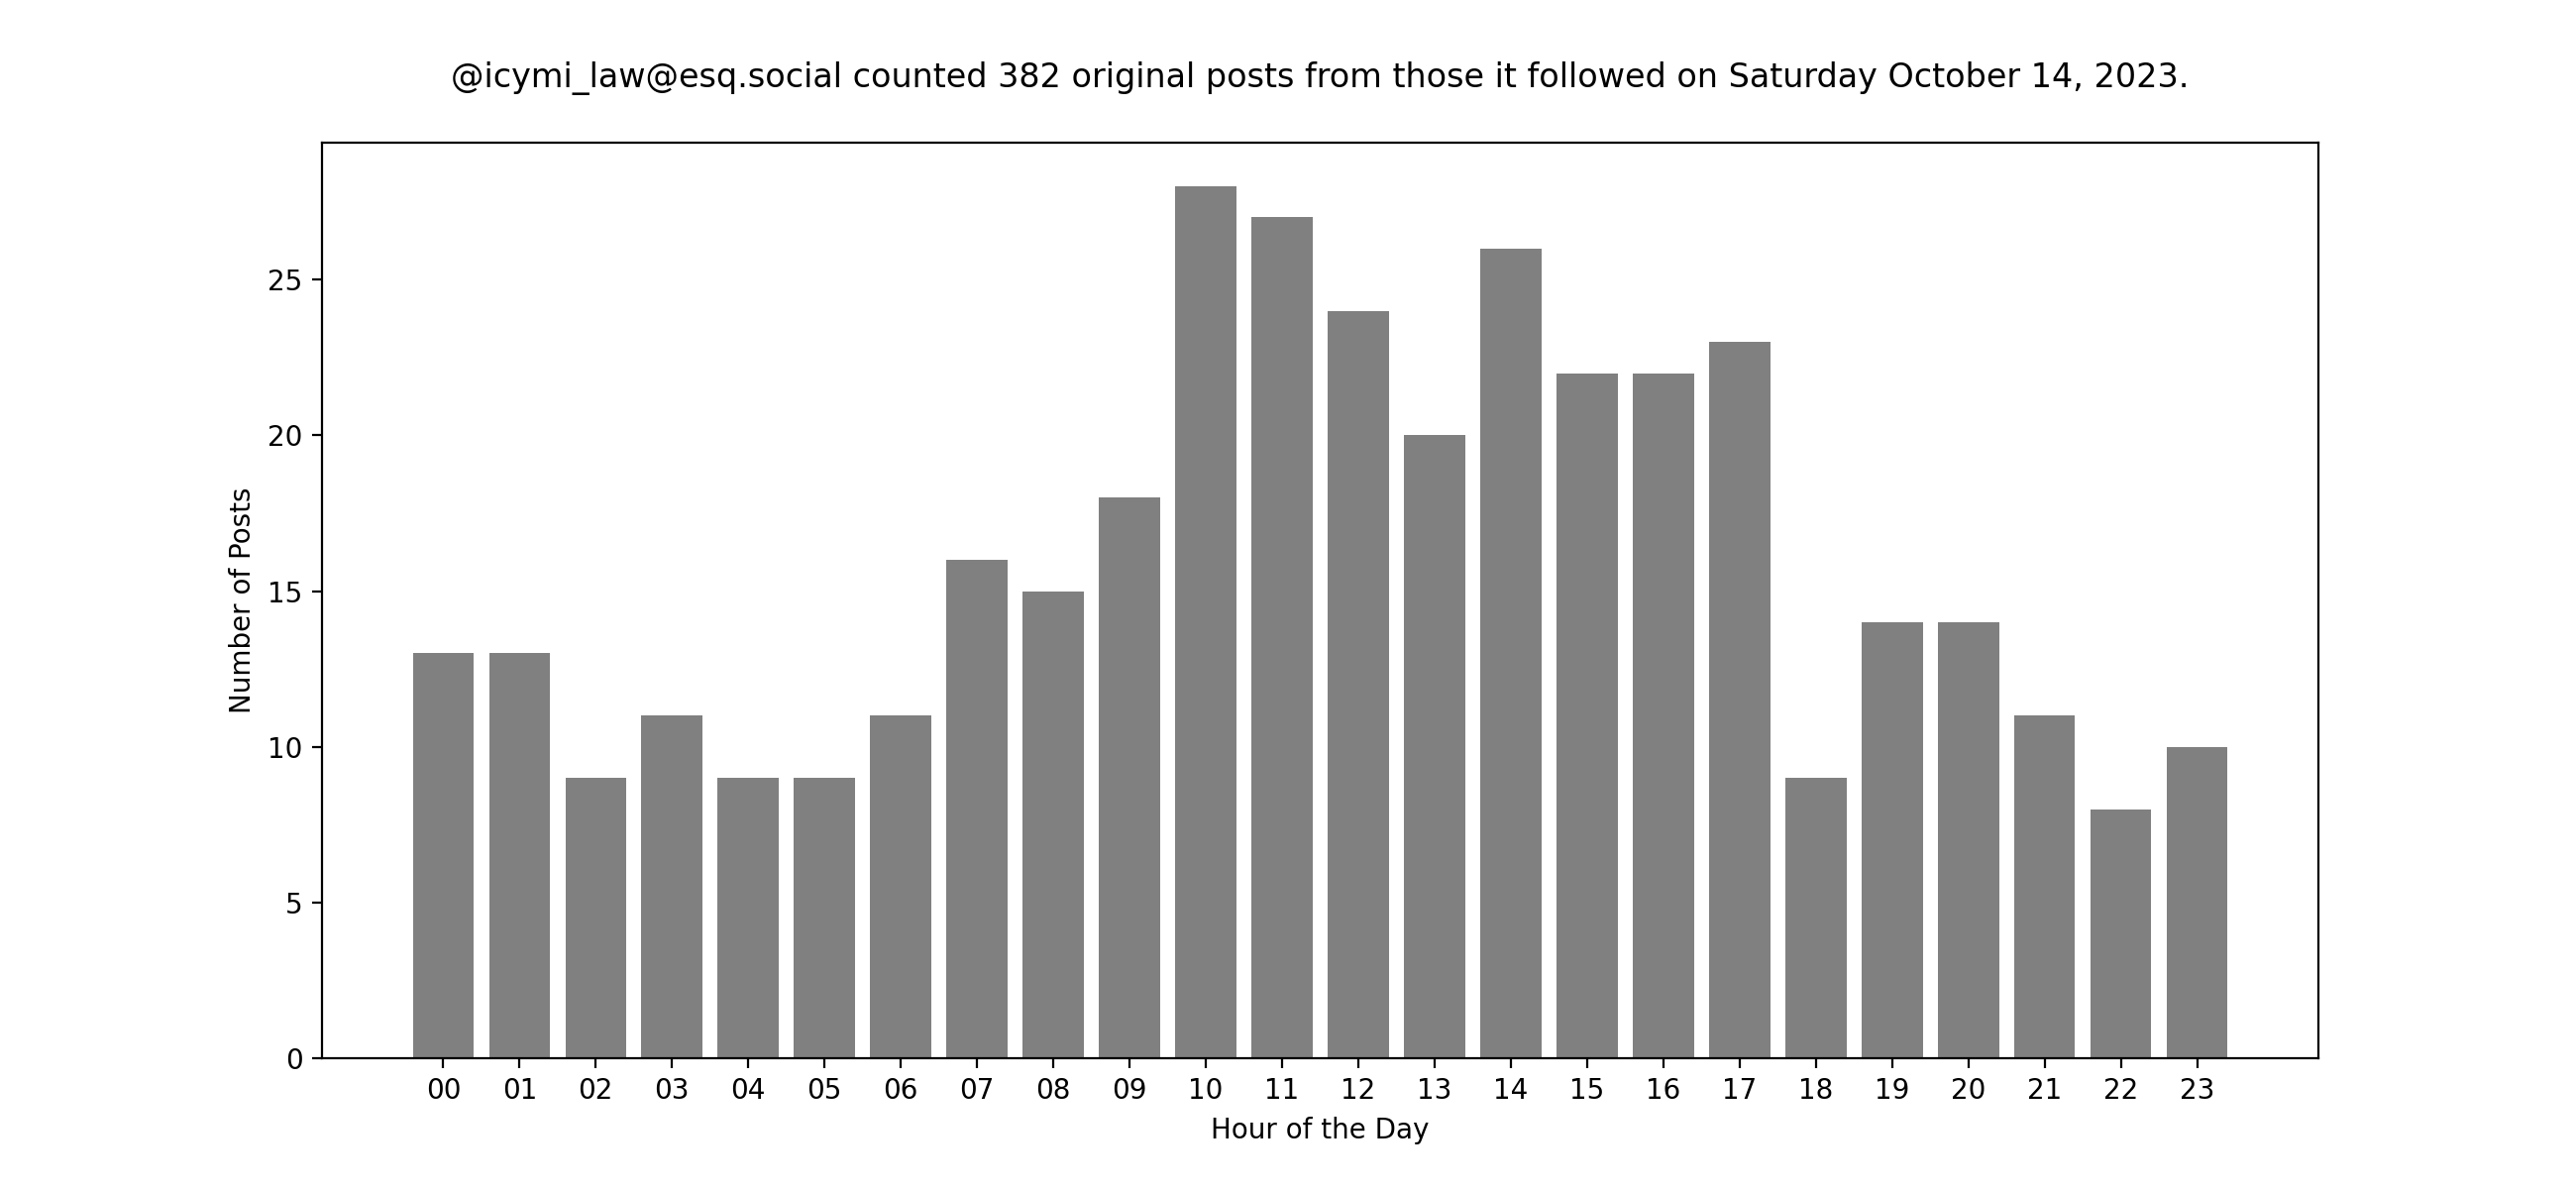 @icymi_law@esq.social counted 382 original posts from those it followed on Saturday October 14, 2023.
Number of Posts
25
20
15
10
5
0
00 01 02 03 04 05 06 07 08 09 10 11 12 13 14 15 16 17 18 19 20 21 22 23
Hour of the Day